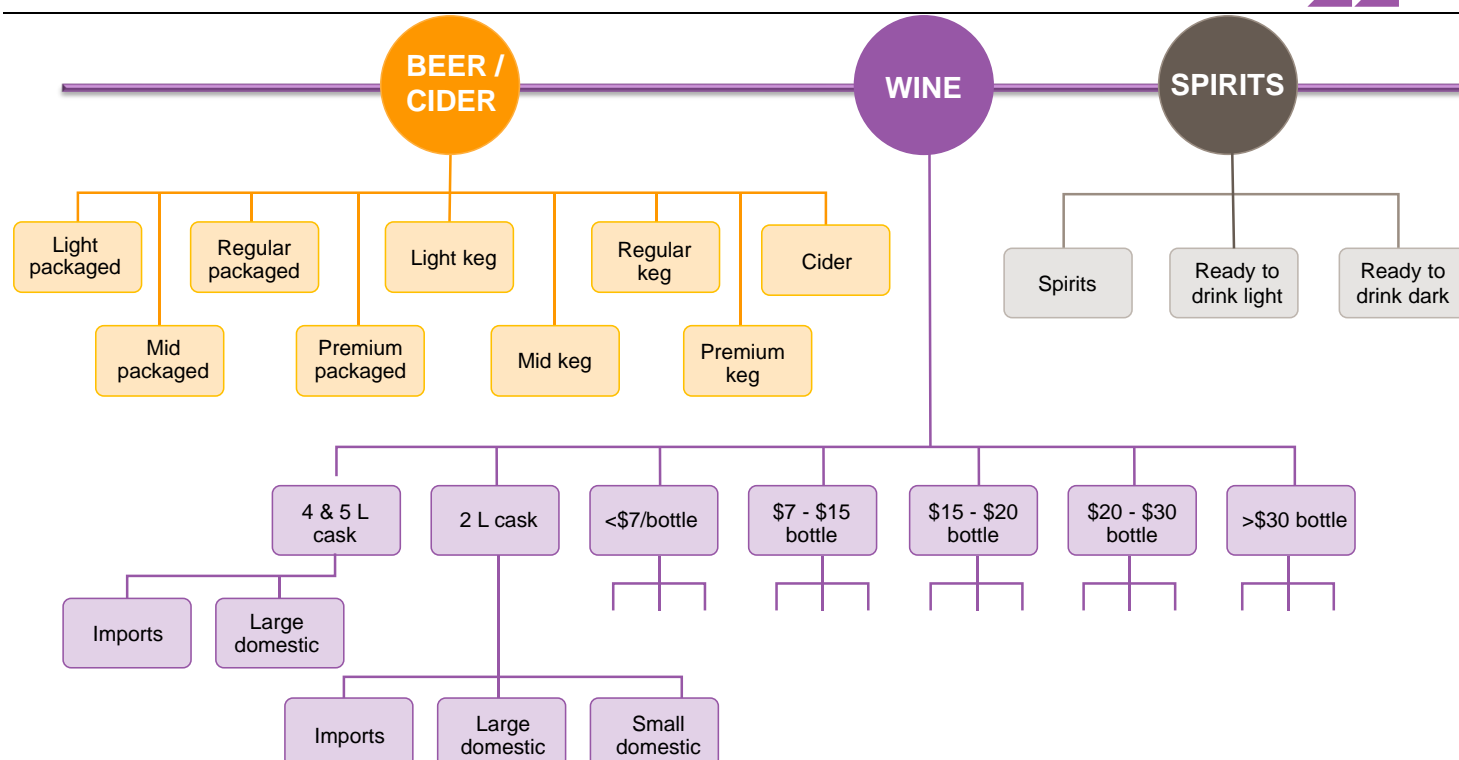 BEER /
CIDER
WINE
SPIRITS
Light
packaged
Regular
packaged
Light keg
Regular
keg
Cider
Spirits
Ready to
drink light
Ready to
drink dark
Mid
packaged
Premium
packaged
Mid keg
Premium
keg
4 & 5 L
cask
2 L cask
<$7/bottle
$7 - $15
bottle
$15 - $20
bottle
$20 - $30
bottle
>$30 bottle
Imports
Large
domestic
Imports
Large
domestic
Small
domestic